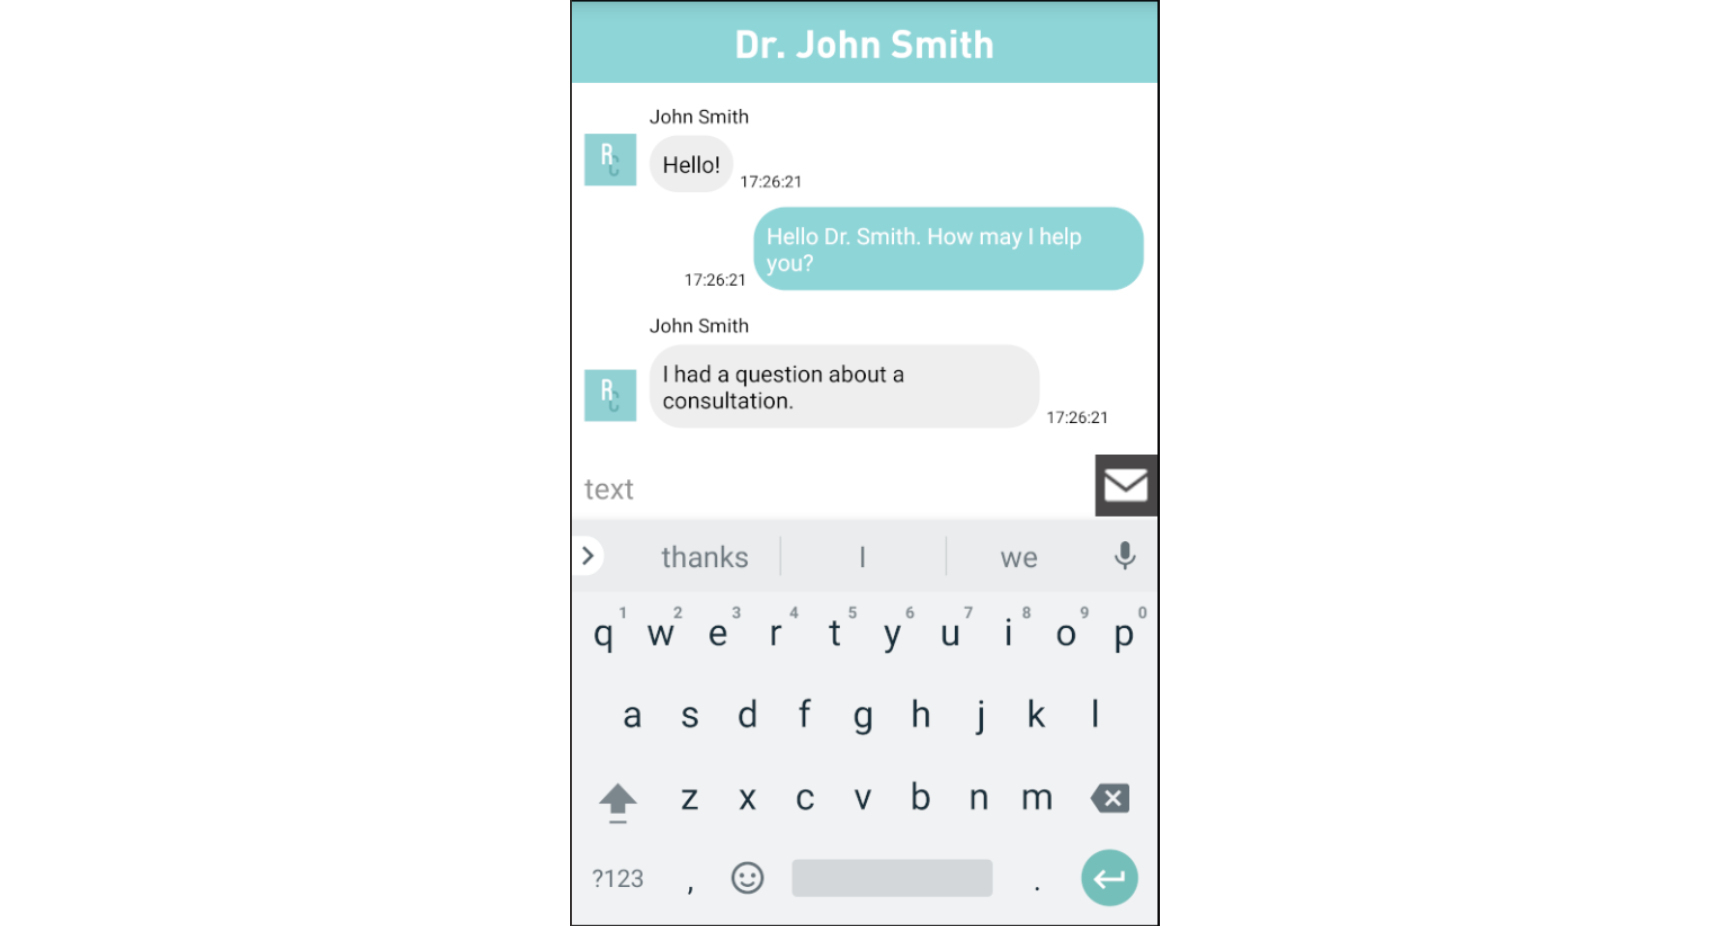 Dr. John Smith
John Smith
RC
Hello!
17:26:21
Hello Dr. Smith. How may I help
you?
17:26:21
John Smith
RC
I had a question about a
consultation.
17:26:21
text
thanks I we
1 2 3 4 5 6 7 8 9 0
q w e r t y u i o p
a s d f g h j k l
z x c v b n m
?123 , .